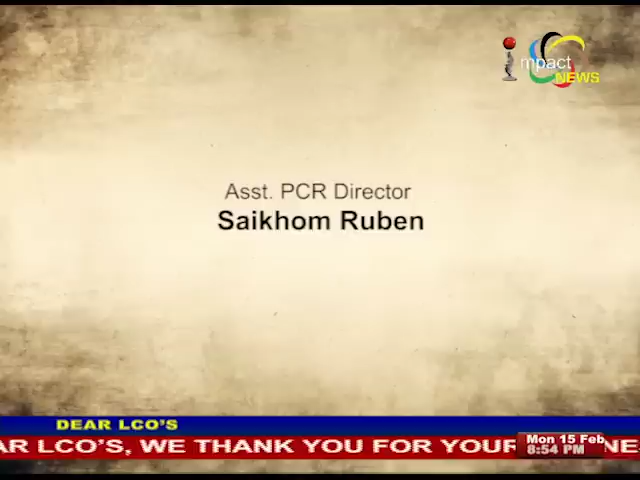 impact
NEWS
Asst. PCR Director
Saikhom Ruben
DEAR LCO'S
AR LCO'S, WE THANK YOU FOR YOUR
Mon 15 Feb
8:54 PM